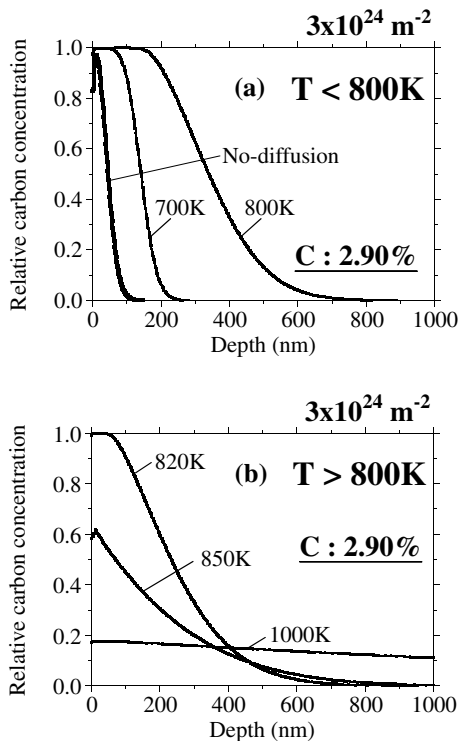 3x10^24 m^-2
(a) T < 800K
Relative carbon concentration
1.0
0.8
0.6
0.4
0.2
0.0
No-diffusion
700K
800K
C : 2.90%
0 200 400 600 800 1000
Depth (nm)
3x10^24 m^-2
(b) T > 800K
Relative carbon concentration
1.0
0.8
0.6
0.4
0.2
0.0
820K
850K
1000K
C : 2.90%
0 200 400 600 800 1000
Depth (nm)